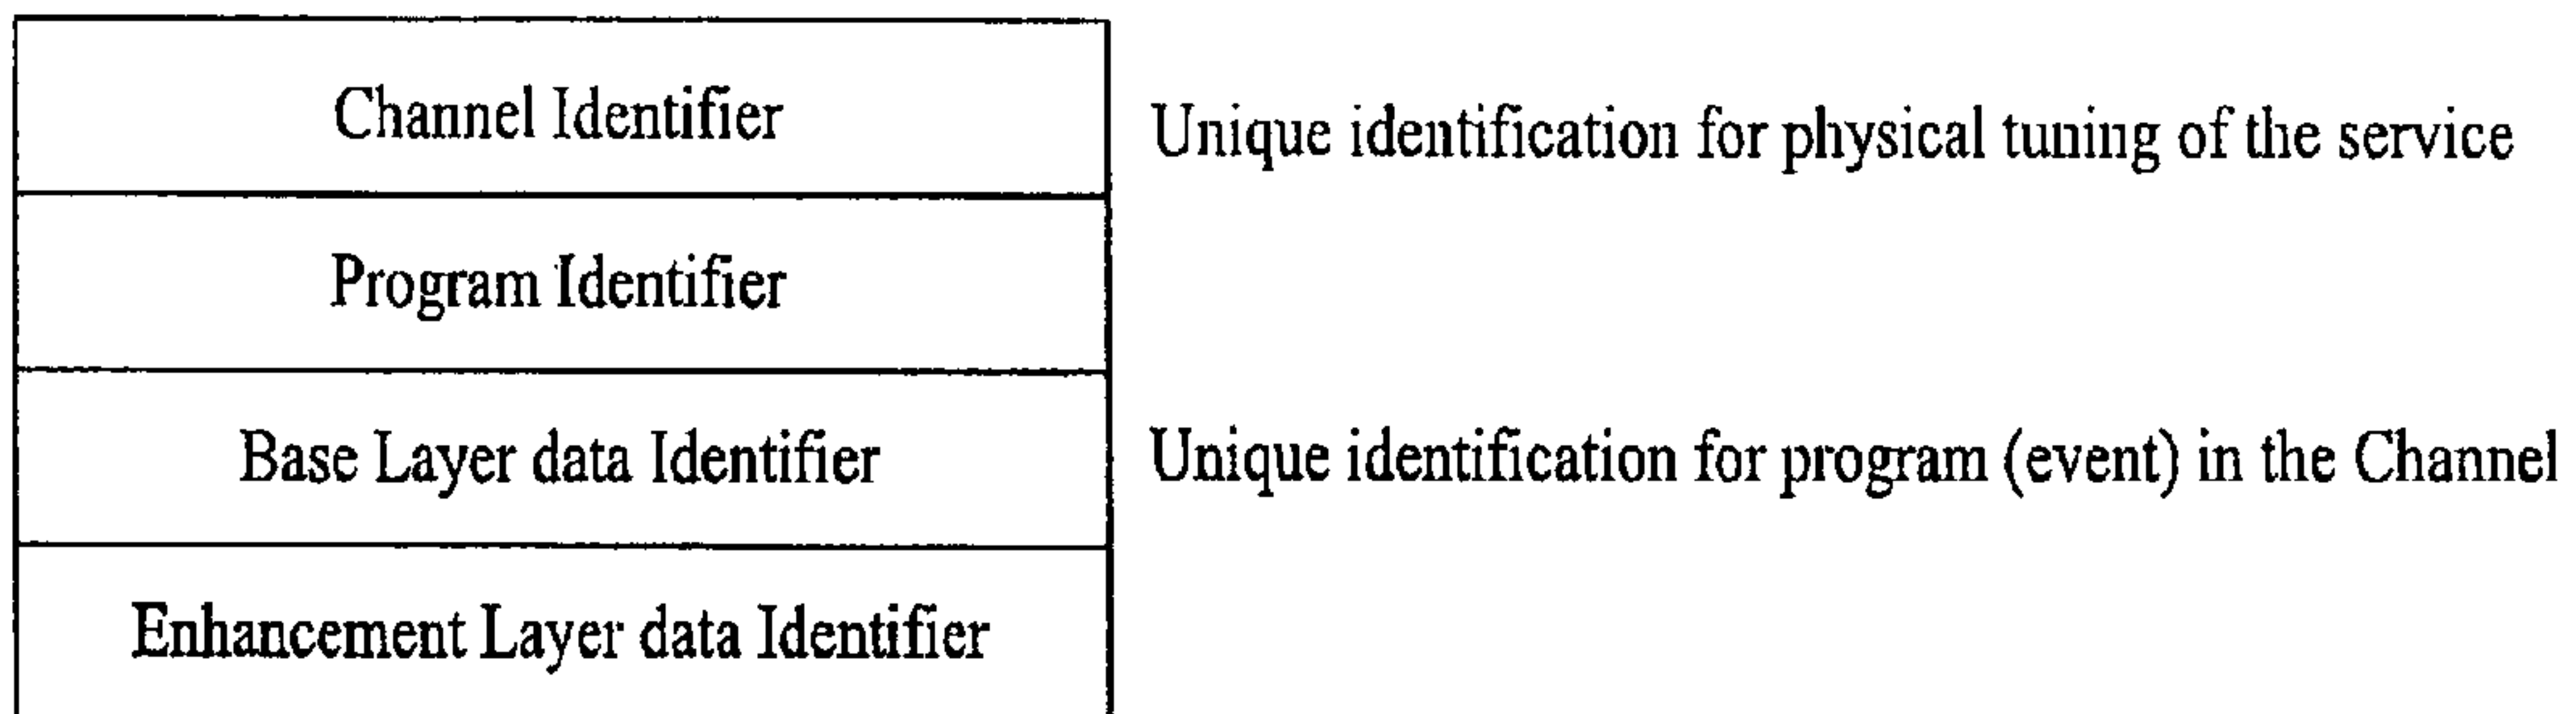 Channel Identifier
Unique identification for physical tuning of the service
Program Identifier
Base Layer data Identifier
Unique identification for program (event) in the Channel
Enhancement Layer data Identifier